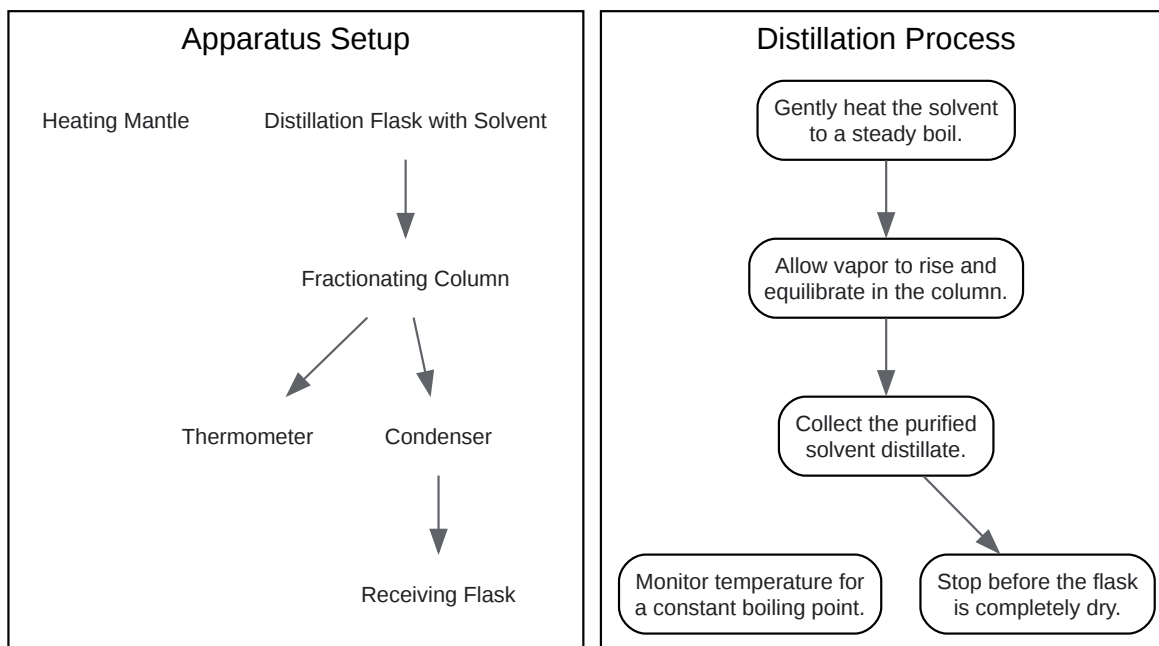 Apparatus Setup
Heating Mantle
Distillation Flask with Solvent
Fractionating Column
Thermometer
Condenser
Receiving Flask
Distillation Process
Gently heat the solvent
to a steady boil.
Allow vapor to rise and
equilibrate in the column.
Collect the purified
solvent distillate.
Monitor temperature for
a constant boiling point.
Stop before the flask
is completely dry.